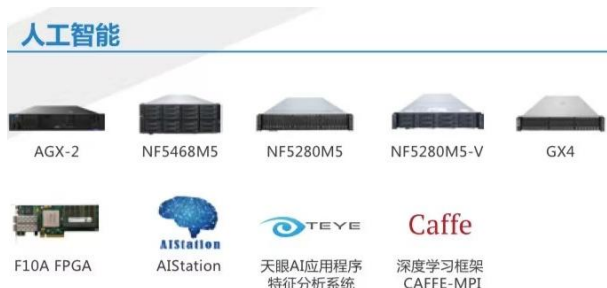 人工智能
AGX-2
NF5468M5
NF5280M5
NF5280M5-V
GX4
AIStation
TEYE
Caffe
F10A FPGA
AIStation
天眼AI应用程序
特征分析系统
深度学习框架
CAFFE-MPI